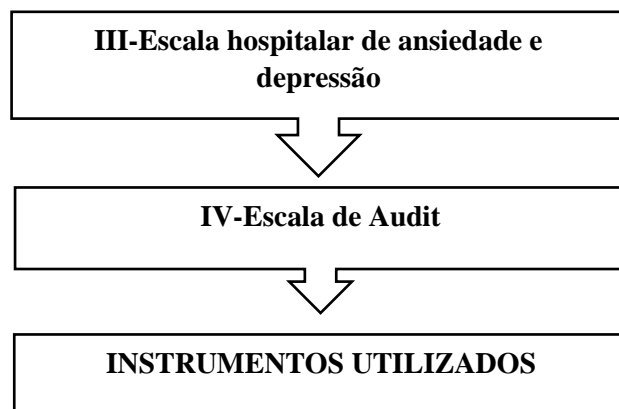 III-Escala hospitalar de ansiedade e
depressão
IV-Escala de Audit
INSTRUMENTOS UTILIZADOS